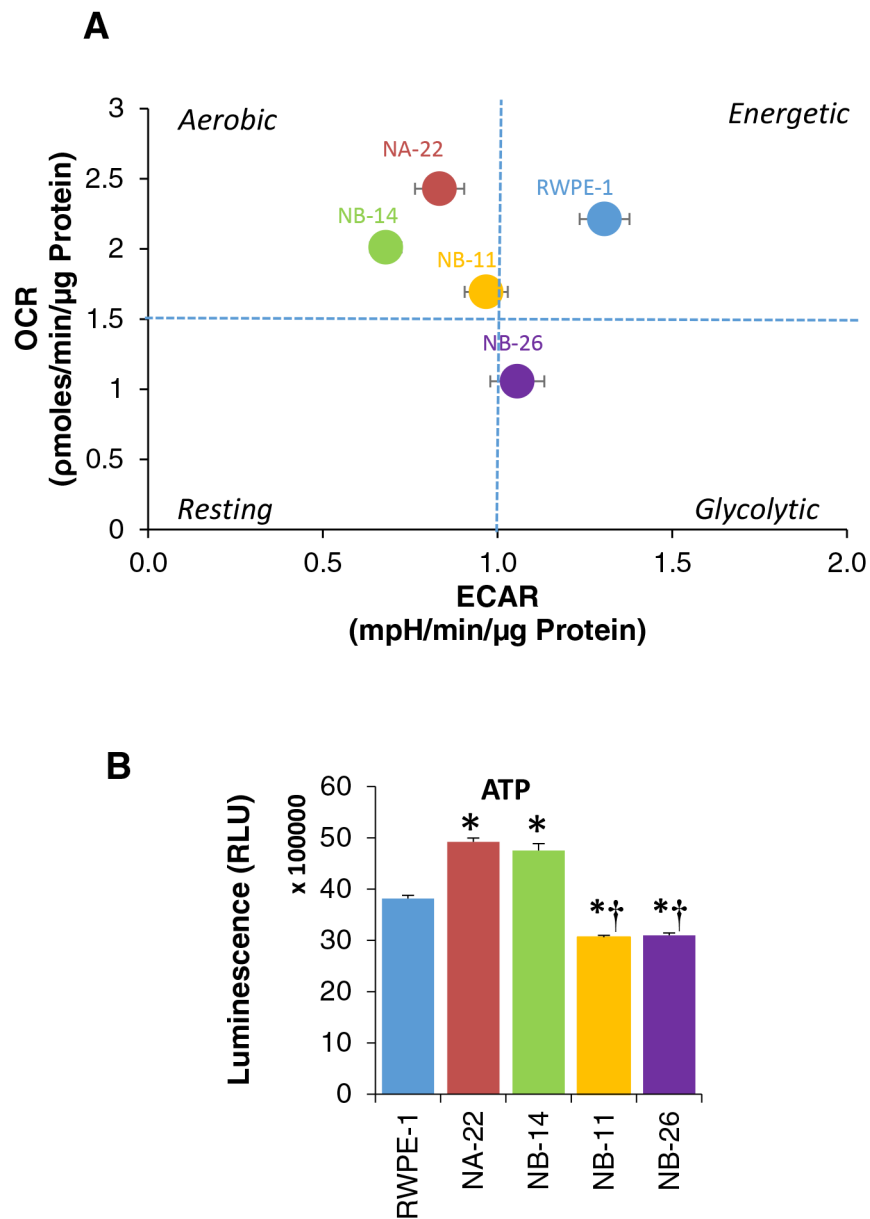 A
3
2.5
2
1.5
1
0.5
0
OCR
(ρmoles/min/µg Protein)
Aerobic
Energetic
NA-22
RWPE-1
NB-14
NB-11
NB-26
Resting
Glycolytic
0.0
0.5
1.0
1.5
2.0
ECAR
(mpH/min/µg Protein)
B
Luminescence (RLU)
x 100000
60
50
40
30
20
10
0
ATP
*
*
*†
*†
RWPE-1
NA-22
NB-14
NB-11
NB-26